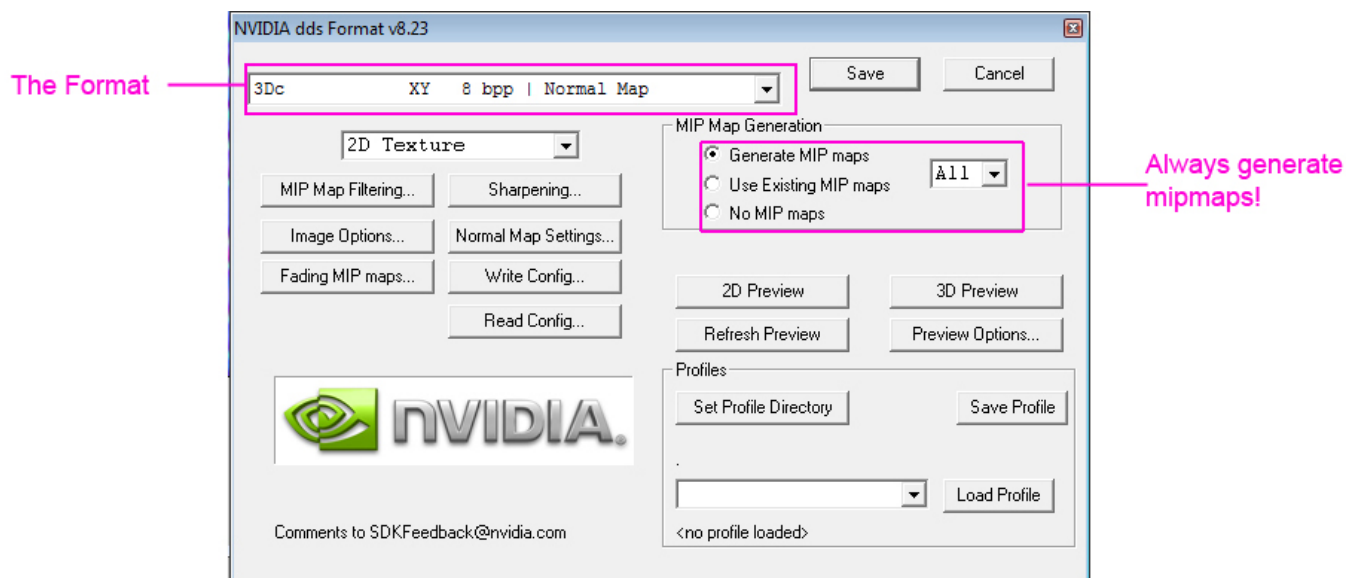 NVIDIA dds Format v8.23
The Format
3Dc XY 8 bpp | Normal Map
Save
Cancel
2D Texture
MIP Map Generation
Generate MIP maps
Use Existing MIP maps
No MIP maps
All
Always generate
mipmaps!
MIP Map Filtering...
Sharpening...
Image Options...
Normal Map Settings...
Fading MIP maps...
Write Config...
Read Config...
2D Preview
3D Preview
Refresh Preview
Preview Options...
Profiles
Set Profile Directory
Save Profile
.
Load Profile
<no profile loaded>
NVIDIA.
Comments to SDKFeedback@nvidia.com